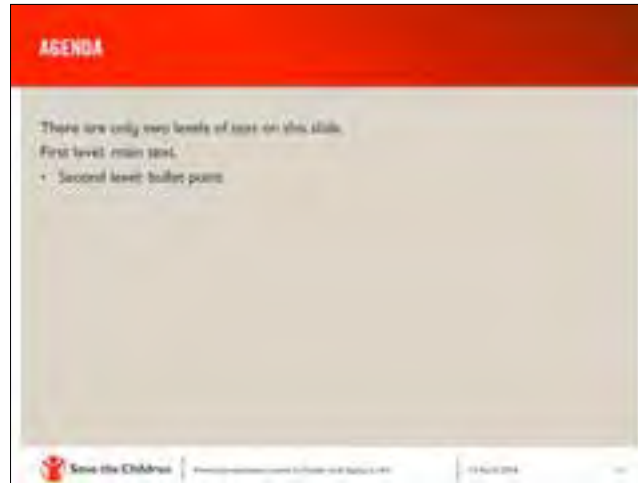 AGENDA
There are only two levels of text on this slide.
First level: main text.
• Second level: bullet point
Save the Children